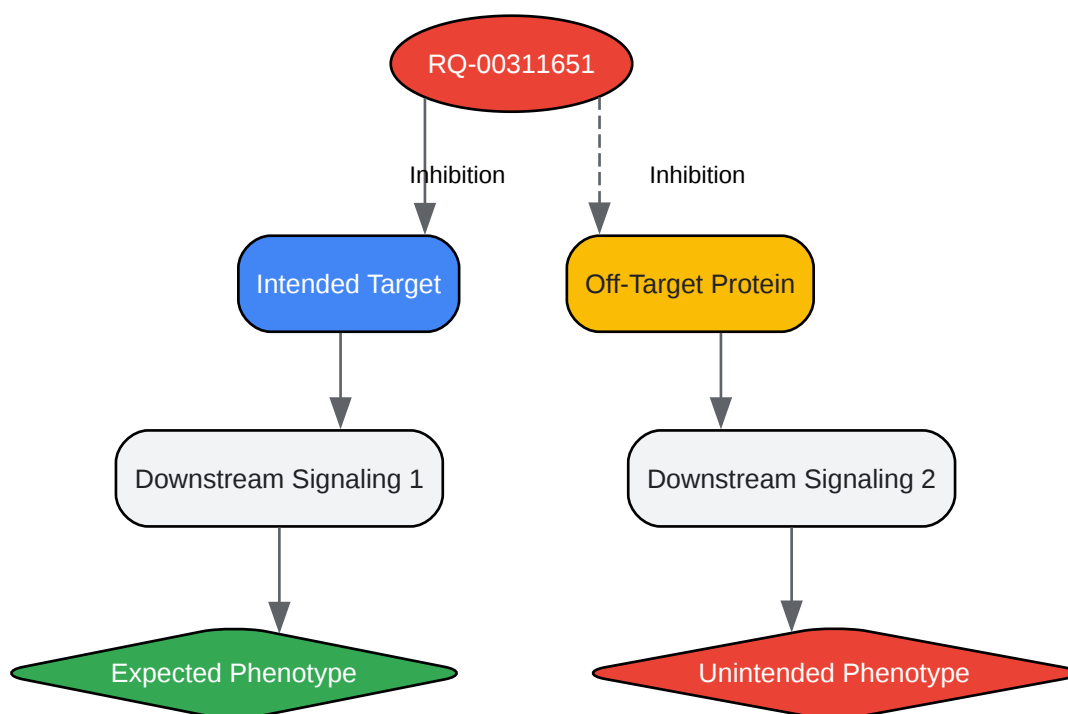 RQ-00311651
Inhibition
Inhibition
Intended Target
Off-Target Protein
Downstream Signaling 1
Downstream Signaling 2
Expected Phenotype
Unintended Phenotype